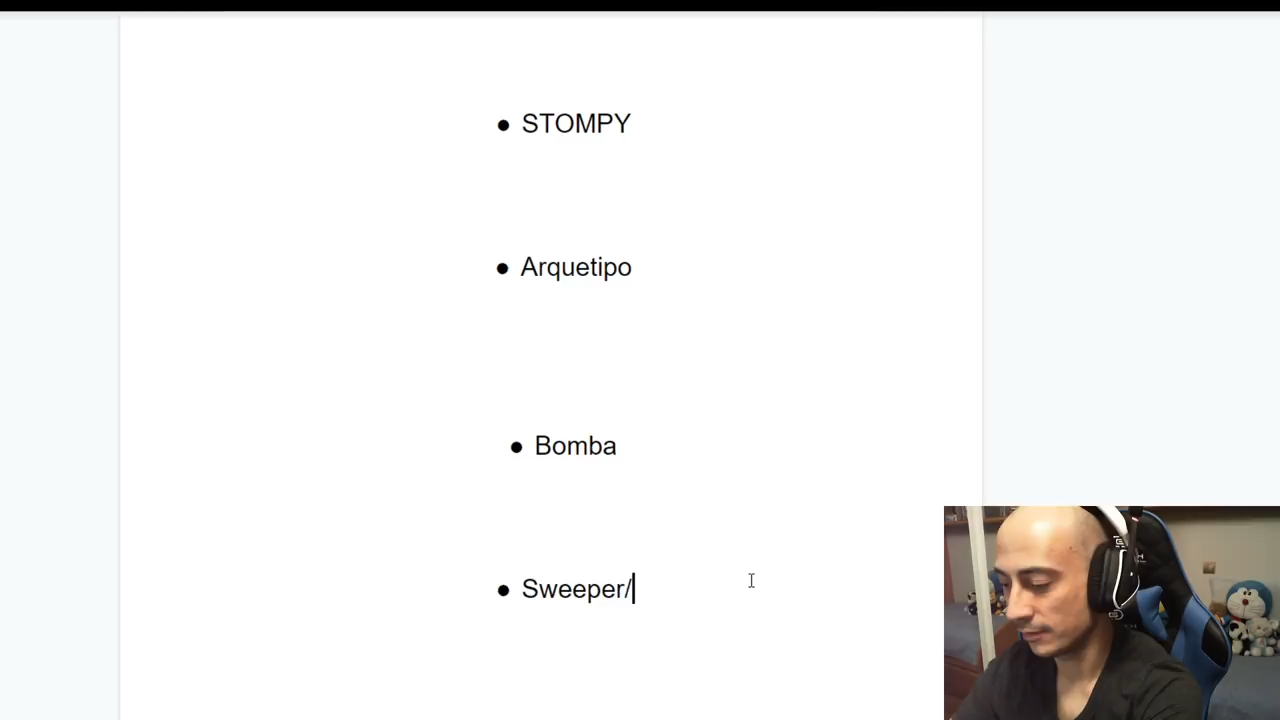 ● STOMPY
● Arquetipo
● Bomba
● Sweeper/